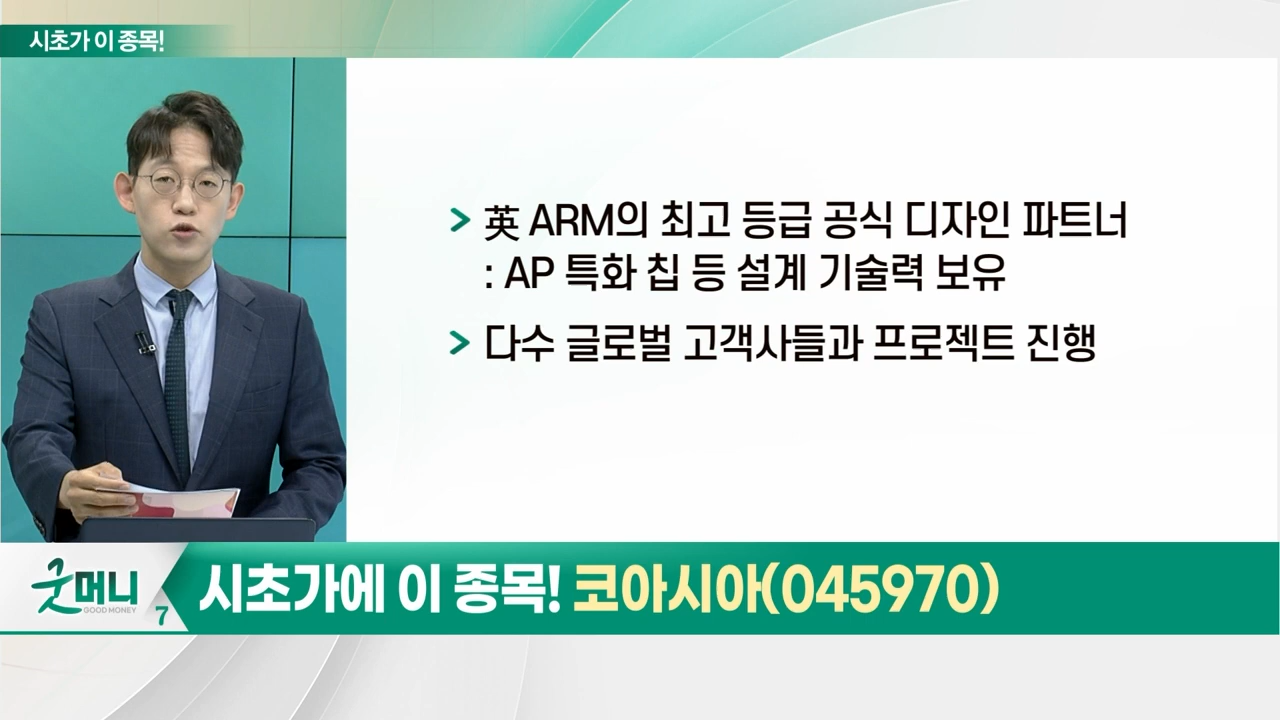 시초가 이 종목!
> 英 ARM의 최고 등급 공식 디자인 파트너
: AP 특화 칩 등 설계 기술력 보유
> 다수 글로벌 고객사들과 프로젝트 진행
굿머니
GOOD MONEY
7
시초가에 이 종목! 코아시아(045970)